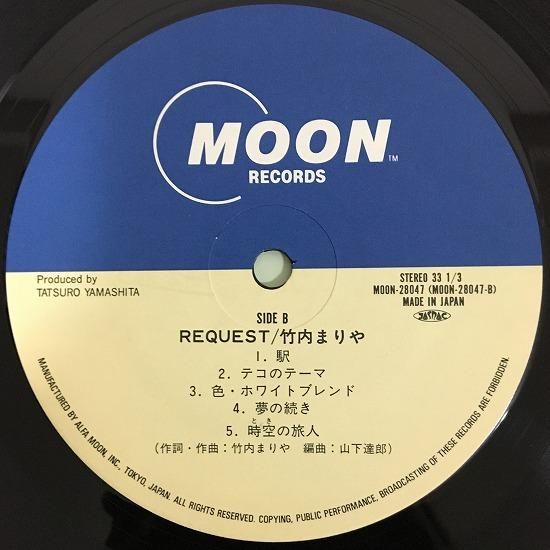 MOON
TM
RECORDS
Produced by
TATSURO YAMASHITA
STEREO 33 1/3
MOON-28047 (MOON-28047-B)
MADE IN JAPAN
JASRAC
SIDE B
REQUEST/竹内まりや
1. 駅
2. テコのテーマ
3. 色・ホワイトブレンド
4. 夢の続き
とき
5. 時空の旅人
(作詞・作曲:竹内まりや 編曲:山下達郎)
MANUFACTURED BY ALFA MOON, INC., TOKYO, JAPAN. ALL RIGHTS RESERVED. COPYING, PUBLIC PERFORMANCE, BROADCASTING OF THESE RECORDS ARE FORBIDDEN.